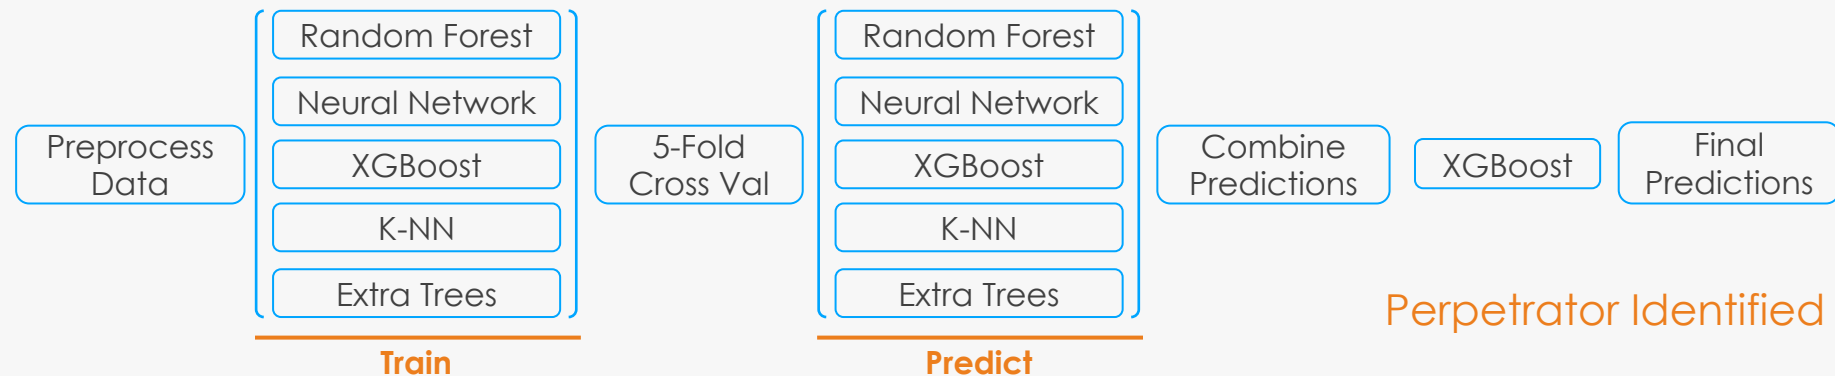 Preprocess
Data
Random Forest
Neural Network
XGBoost
K-NN
Extra Trees
Train
5-Fold
Cross Val
Random Forest
Neural Network
XGBoost
K-NN
Extra Trees
Predict
Combine
Predictions
XGBoost
Final
Predictions
Perpetrator Identified